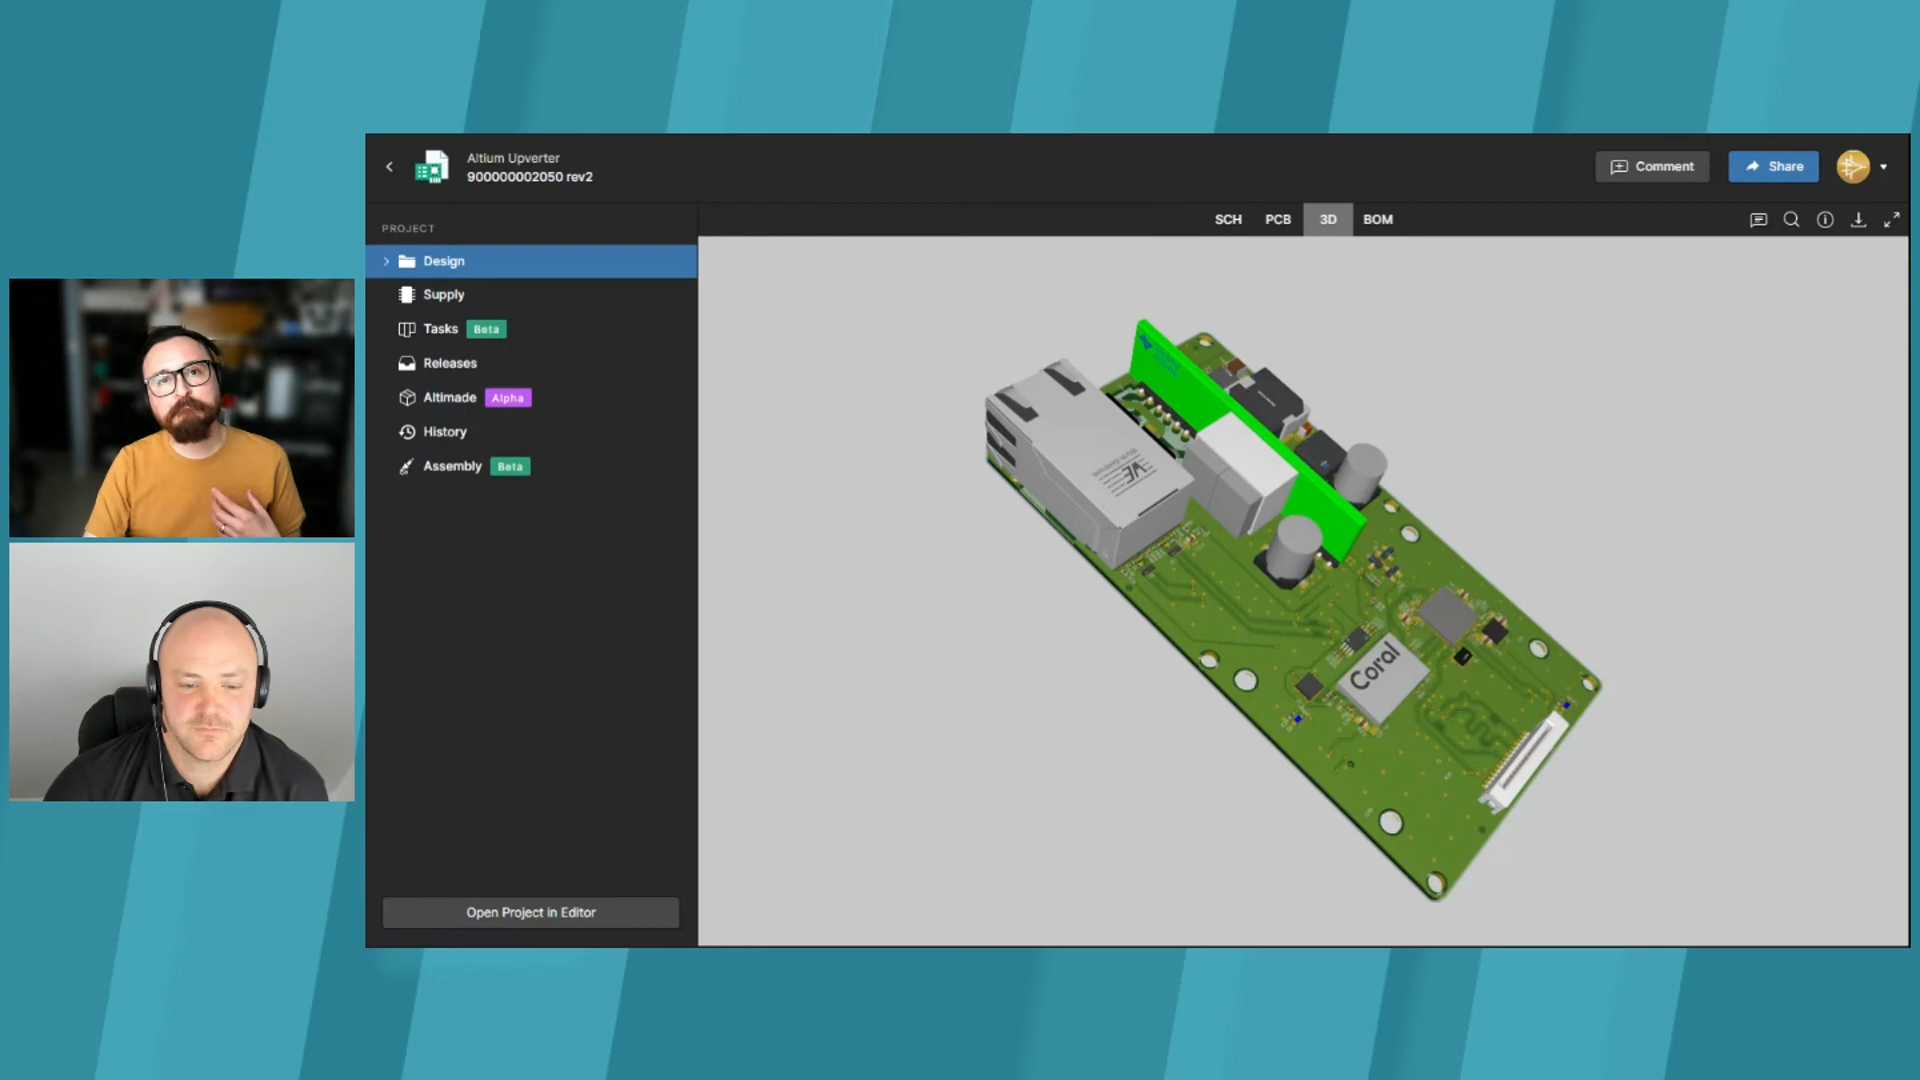 Altium Upverter
900000002050 rev2
Comment
Share
PROJECT
SCH
PCB
3D
BOM
Design
Supply
Tasks Beta
Releases
Altimade Alpha
History
Assembly Beta
WE
Coral
Open Project in Editor